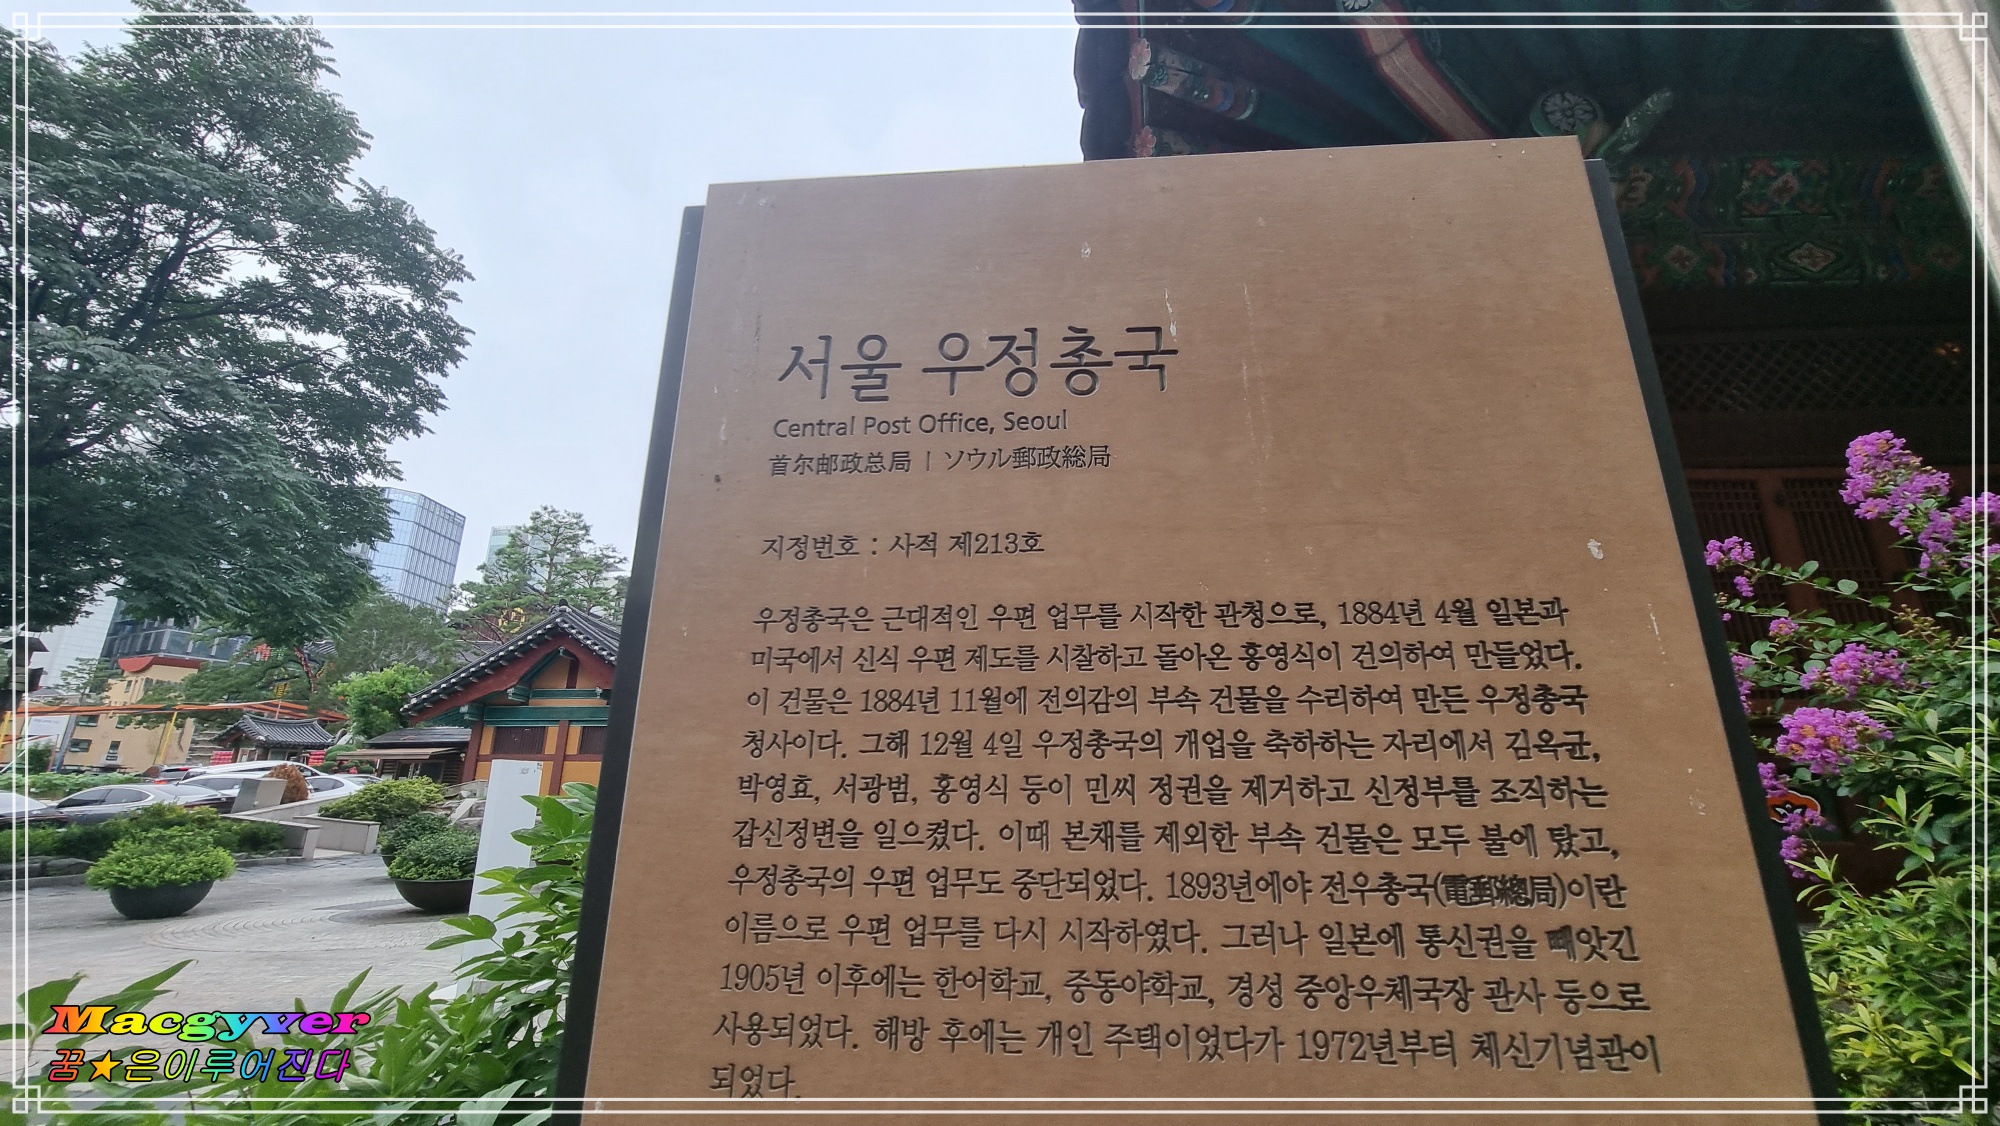 서울 우정총국
Central Post Office, Seoul
首尔邮政总局 | ソウル郵政総局
지정번호 : 사적 제213호
우정총국은 근대적인 우편 업무를 시작한 관청으로, 1884년 4월 일본과
미국에서 신식 우편 제도를 시찰하고 돌아온 홍영식이 건의하여 만들었다.
이 건물은 1884년 11월에 전의감의 부속 건물을 수리하여 만든 우정총국
청사이다. 그해 12월 4일 우정총국의 개업을 축하하는 자리에서 김옥균,
박영효, 서광범, 홍영식 등이 민씨 정권을 제거하고 신정부를 조직하는
갑신정변을 일으켰다. 이때 본채를 제외한 부속 건물은 모두 불에 탔고,
우정총국의 우편 업무도 중단되었다. 1893년에야 전우총국(電郵總局)이란
이름으로 우편 업무를 다시 시작하였다. 그러나 일본에 통신권을 빼앗긴
1905년 이후에는 한어학교, 중동야학교, 경성 중앙우체국장 관사 등으로
사용되었다. 해방 후에는 개인 주택이었다가 1972년부터 체신기념관이
되었다.
Macgyver
꿈★은이루어진다